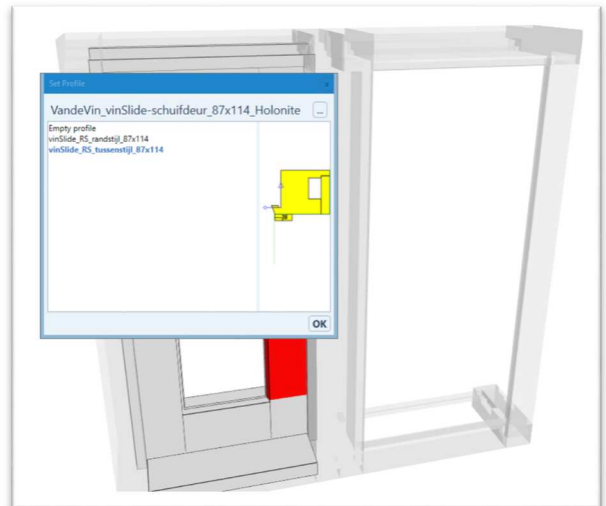 Set Profile
VandeVin_vinSlide-schuifdeur_87x114_Holonite
...
Empty profile
vinSlide_RS_randstijl_87x114
vinSlide_RS_tussenstijl_87x114
OK